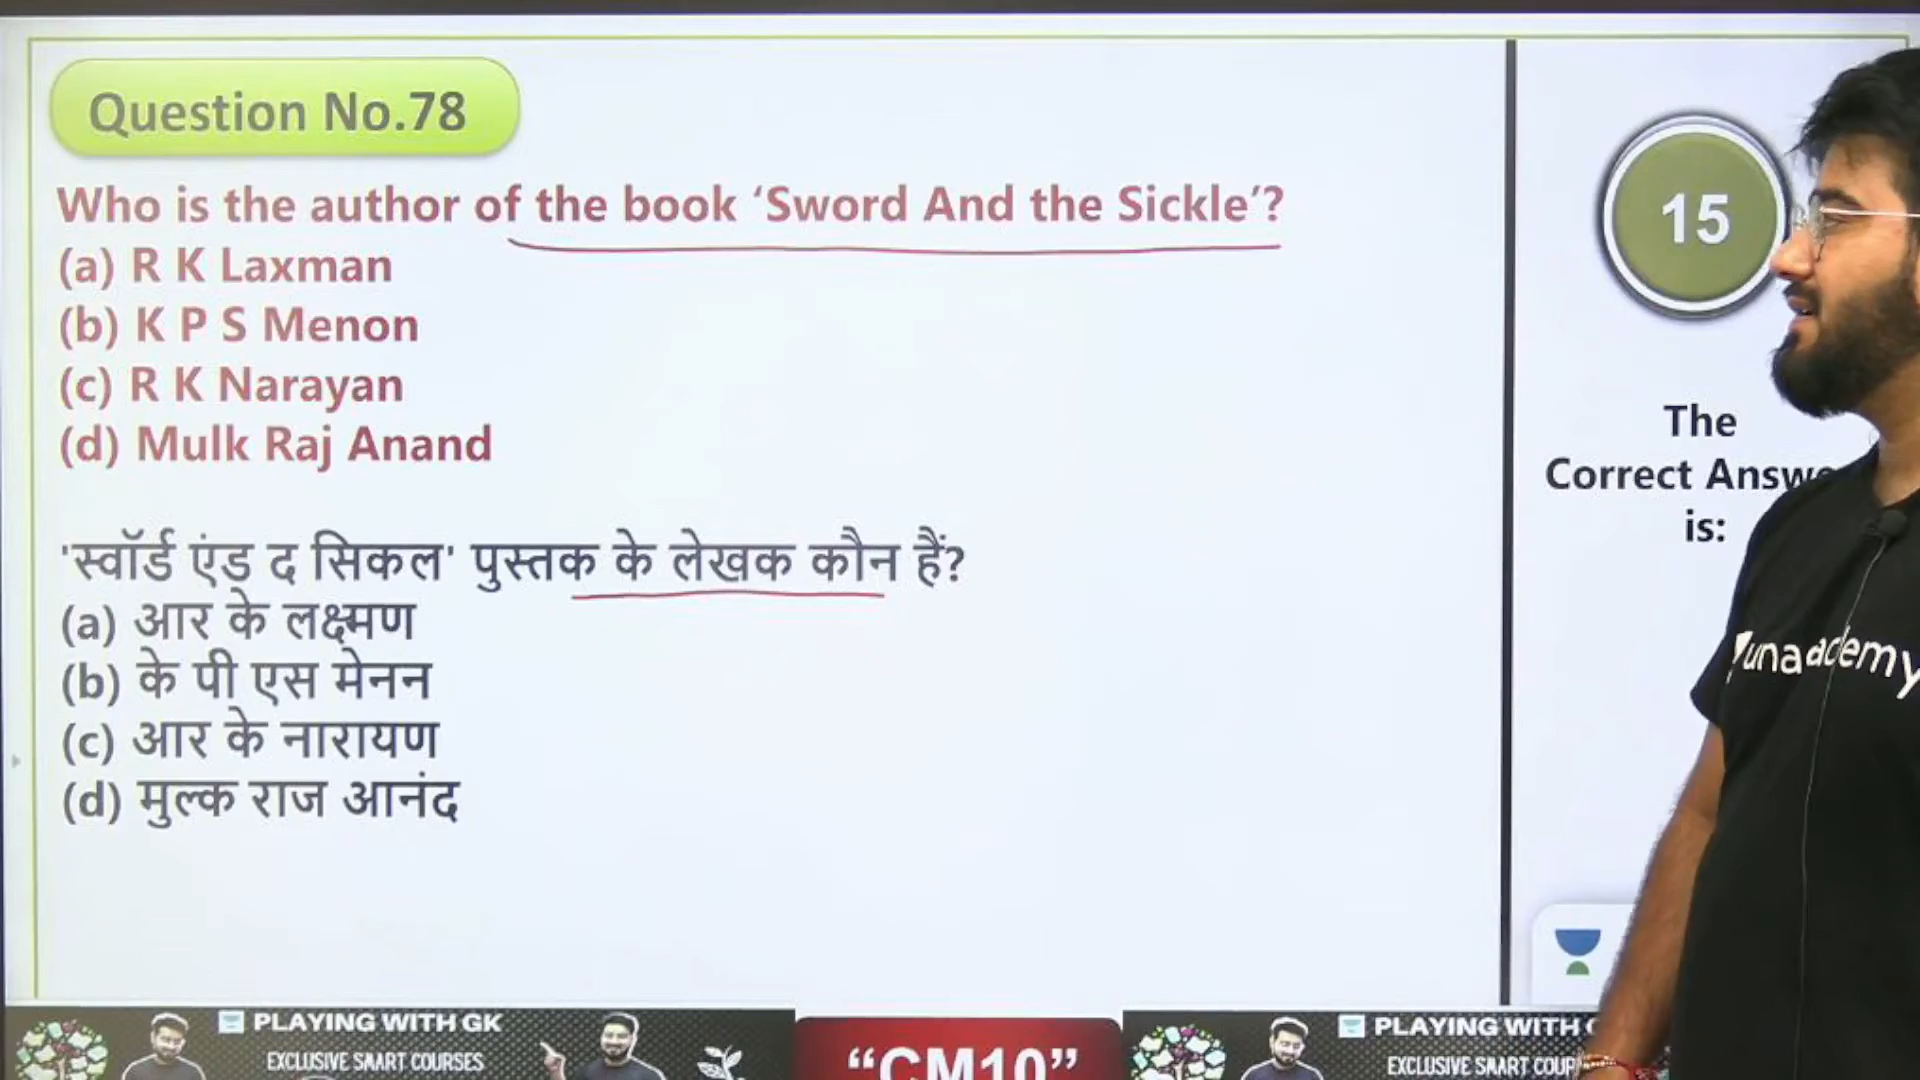 Question No.78
Who is the author of the book ‘Sword And the Sickle’?
(a) R K Laxman
(b) K P S Menon
(c) R K Narayan
(d) Mulk Raj Anand
'स्वॉर्ड एंड द सिकल' पुस्तक के लेखक कौन हैं?
(a) आर के लक्ष्मण
(b) के पी एस मेनन
(c) आर के नारायण
(d) मुल्क राज आनंद
15
The
Correct Answe
is:
unacademy
PLAYING WITH GK
EXCLUSIVE SMART COURSES
“CM10”
PLAYING WITH
EXCLUSIVE SMART COUR